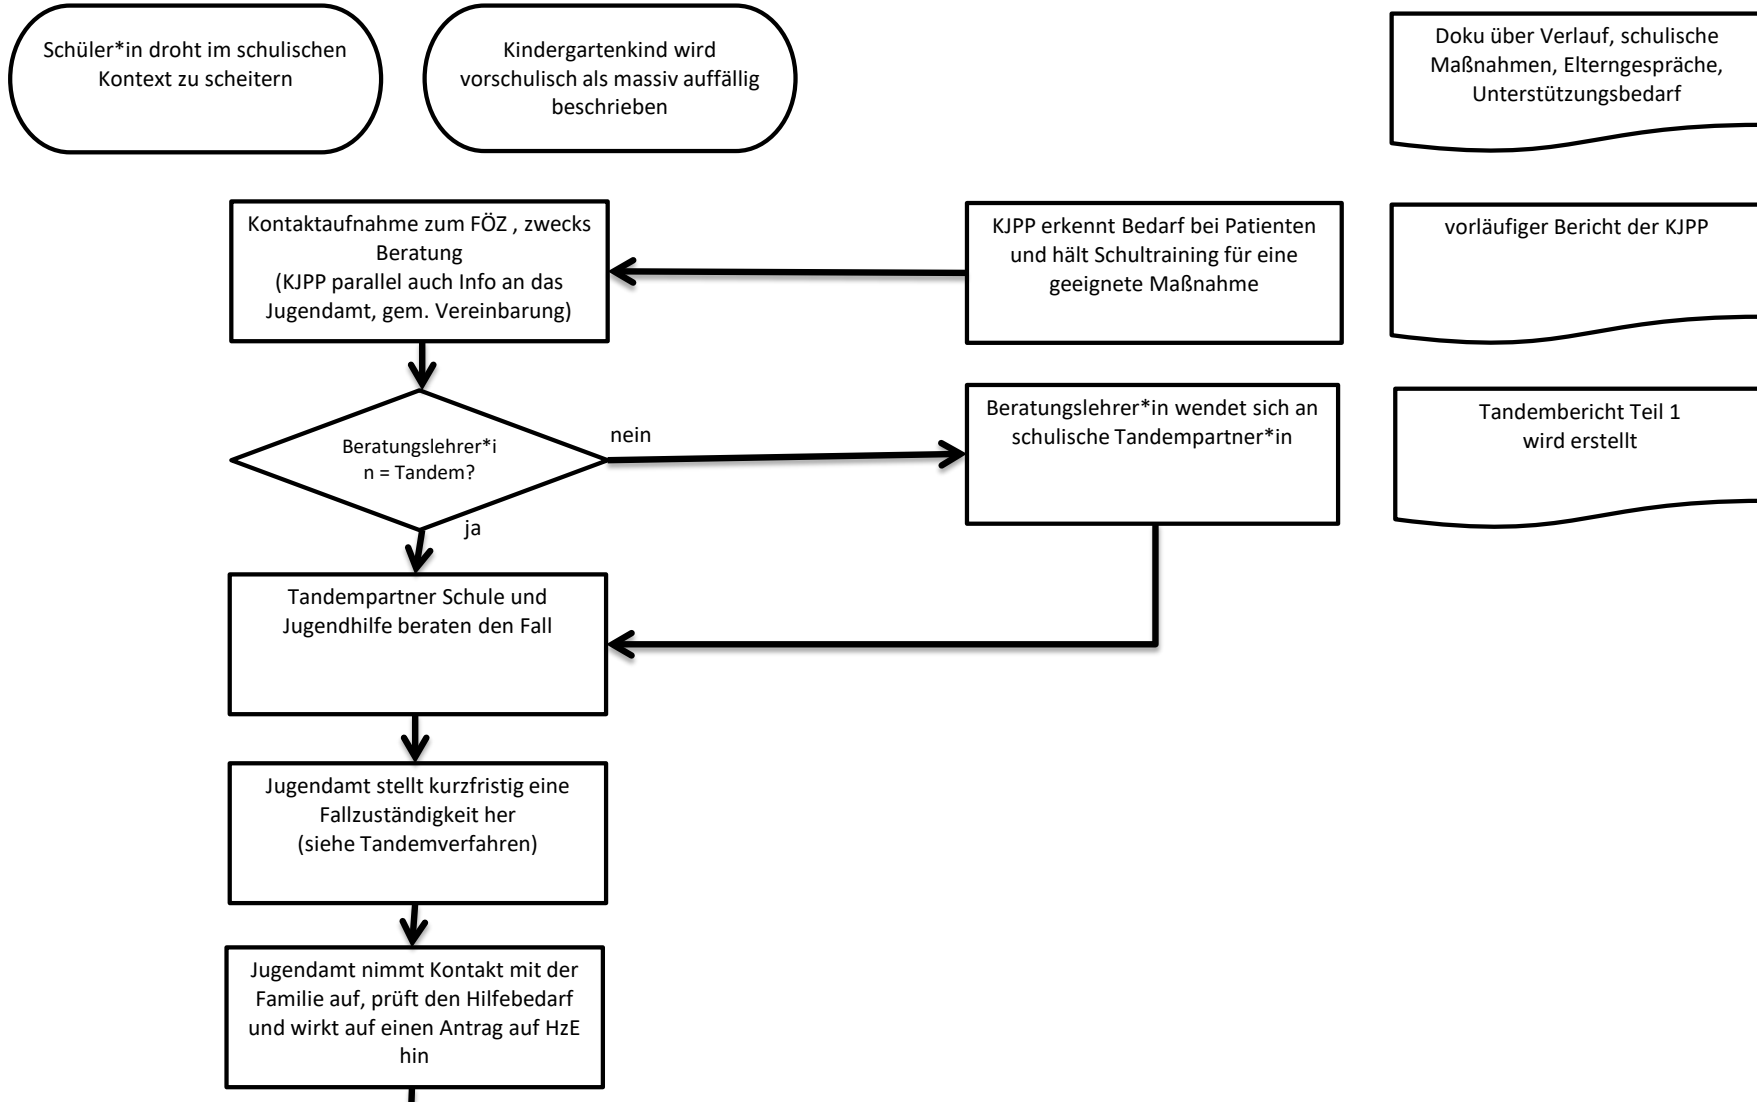 Schüler*in droht im schulischen
Kontext zu scheitern
Kindergartenkind wird
vorschulisch als massiv auffällig
beschrieben
Doku über Verlauf, schulische
Maßnahmen, Elterngespräche,
Unterstützungsbedarf
Kontaktaufnahme zum FÖZ , zwecks
Beratung
(KJPP parallel auch Info an das
Jugendamt, gem. Vereinbarung)
KJPP erkennt Bedarf bei Patienten
und hält Schultraining für eine
geeignete Maßnahme
vorläufiger Bericht der KJPP
Beratungslehrer*i
n = Tandem?
nein
ja
Beratungslehrer*in wendet sich an
schulische Tandempartner*in
Tandembericht Teil 1
wird erstellt
Tandempartner Schule und
Jugendhilfe beraten den Fall
Jugendamt stellt kurzfristig eine
Fallzuständigkeit her
(siehe Tandemverfahren)
Jugendamt nimmt Kontakt mit der
Familie auf, prüft den Hilfebedarf
und wirkt auf einen Antrag auf HzE
hin